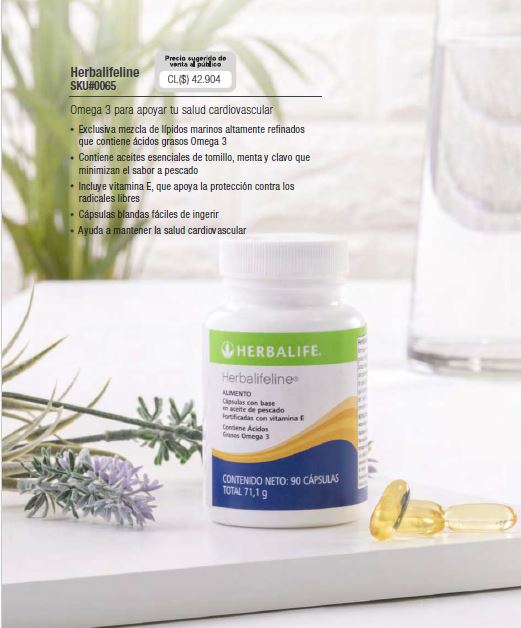 Herbalifeline
SKU#0065
Precio sugerido de
venta al público
CL($) 42.904
Omega 3 para apoyar tu salud cardiovascular
• Exclusiva mezcla de lípidos marinos altamente refinados
que contiene ácidos grasos Omega 3
• Contiene aceites esenciales de tomillo, menta y clavo que
minimizan el sabor a pescado
• Incluye vitamina E, que apoya la protección contra los
radicales libres
• Cápsulas blandas fáciles de ingerir
• Ayuda a mantener la salud cardiovascular
HERBALIFE.
Herbalifeline®
ALIMENTO
Cápsulas con base
en aceite de pescado
Fortificadas con vitamina E
Contiene Ácidos
Grasos Omega 3
CONTENIDO NETO: 90 CÁPSULAS
TOTAL 71,1 g